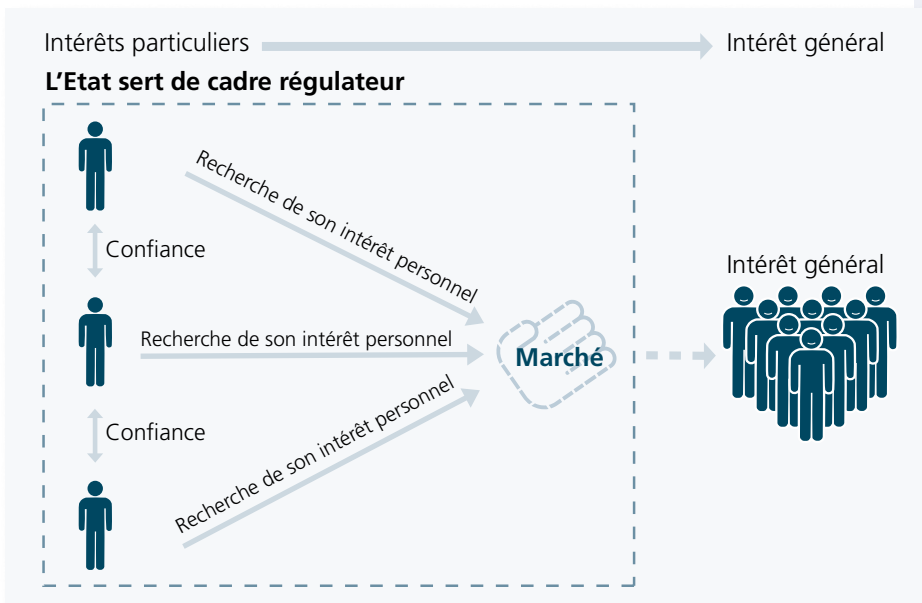 Intérêts particuliers
Intérêt général
L'Etat sert de cadre régulateur
Recherche de son intérêt personnel
Confiance
Intérêt général
Recherche de son intérêt personnel
Marché
Confiance
Recherche de son intérêt personnel